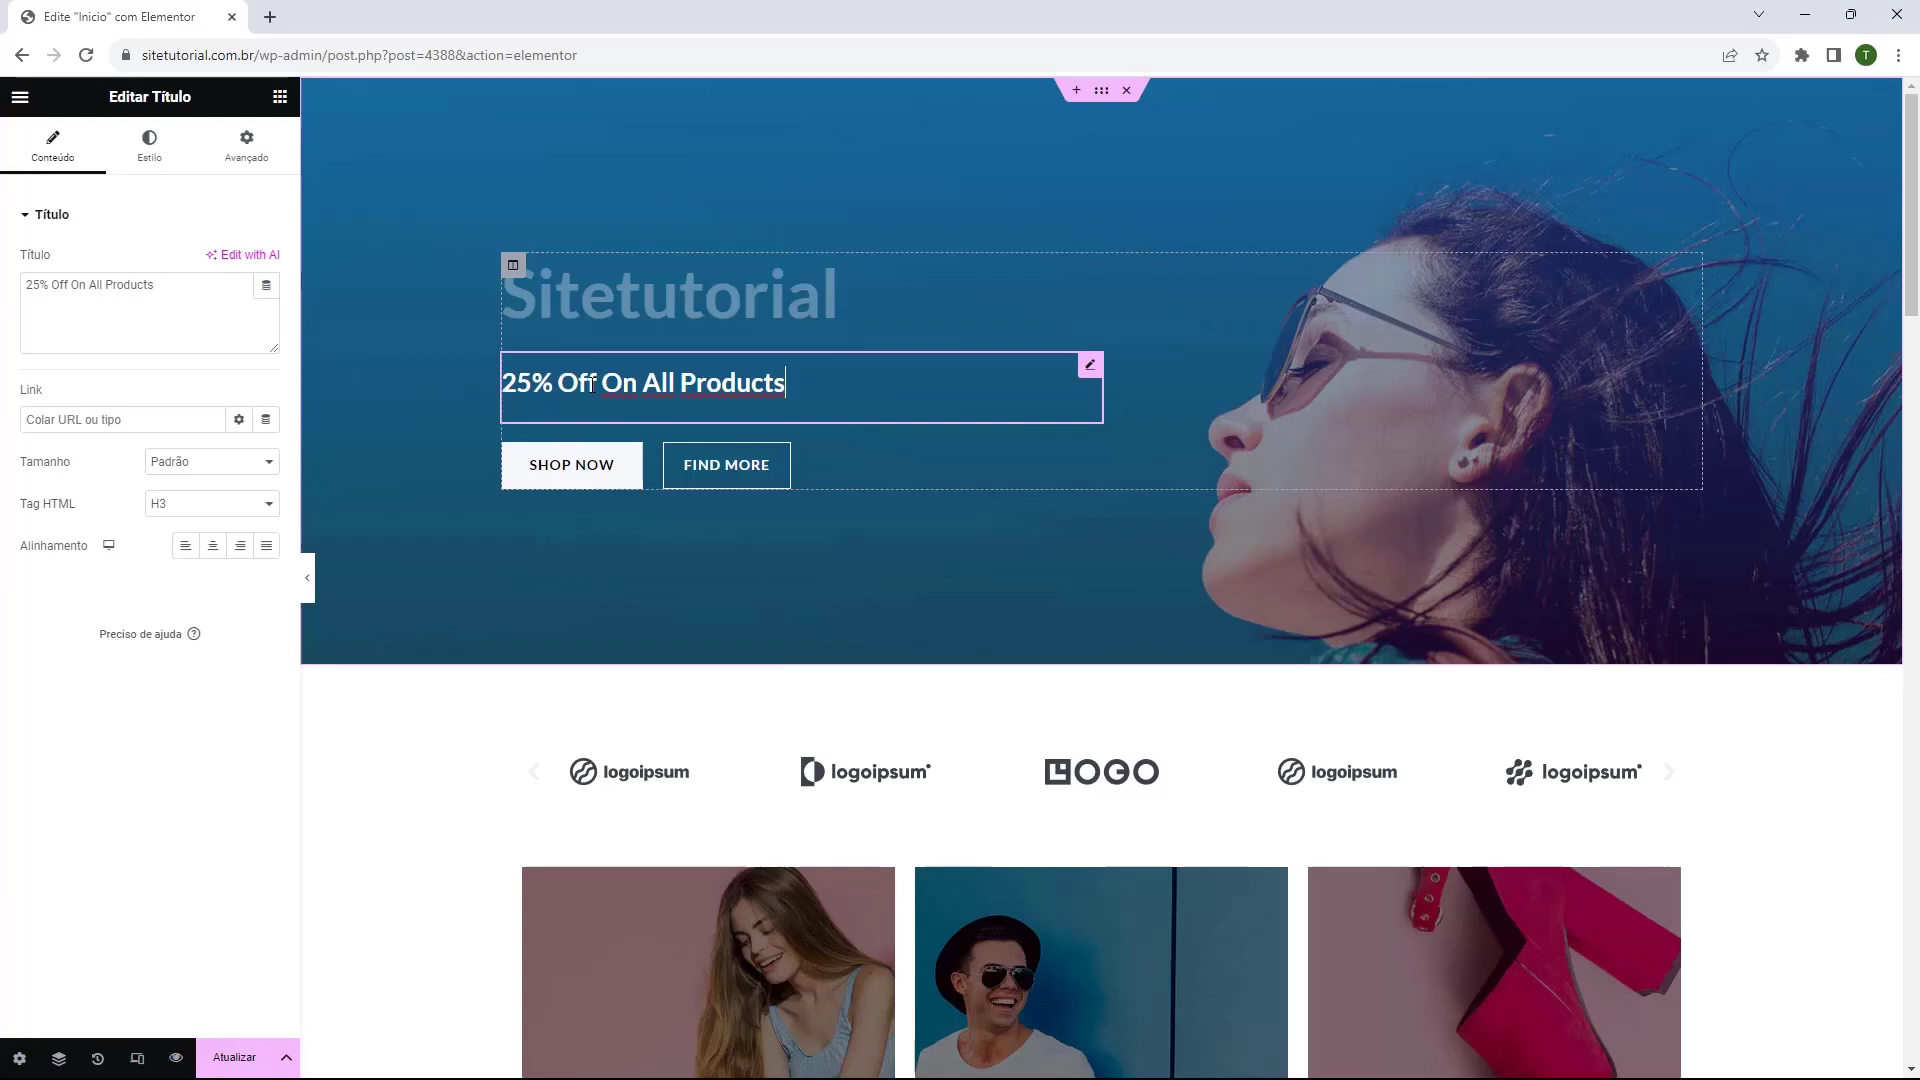 Edite "Inicio" com Elementor
sitetutorial.com.br/wp-admin/post.php?post=4388&action=elementor
T
Editar Título
Conteúdo
Estilo
Avançado
Título
Título
Edit with AI
25% Off On All Products
Link
Colar URL ou tipo
Tamanho
Padrão
Tag HTML
H3
Alinhamento
Preciso de ajuda
Atualizar
Sitetutorial
25% Off On All Products
SHOP NOW
FIND MORE
logoipsum
logoipsum
LOGO
logoipsum
logoipsum